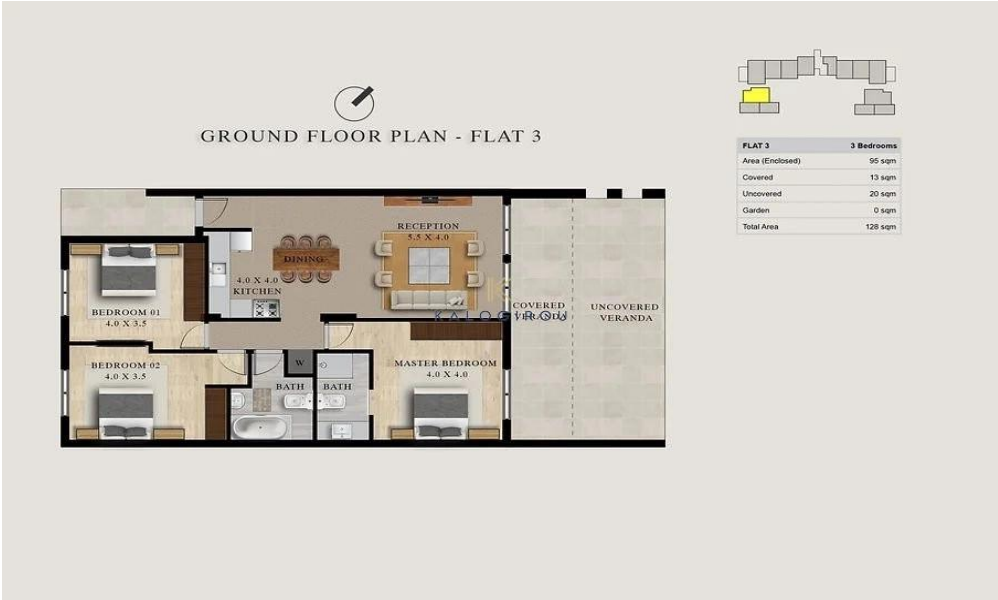 GROUND FLOOR PLAN - FLAT 3
FLAT 3 3 Bedrooms
Area (Enclosed) 95 sqm
Covered 13 sqm
Uncovered 20 sqm
Garden 0 sqm
Total Area 128 sqm
RECEPTION
5.5 X 4.0
DINING
4.0 X 4.0
KITCHEN
BEDROOM 01
4.0 X 3.5
COVERED
VERANDA
UNCOVERED
VERANDA
KALOGIROU
BEDROOM 02
4.0 X 3.5
W
BATH
BATH
MASTER BEDROOM
4.0 X 4.0